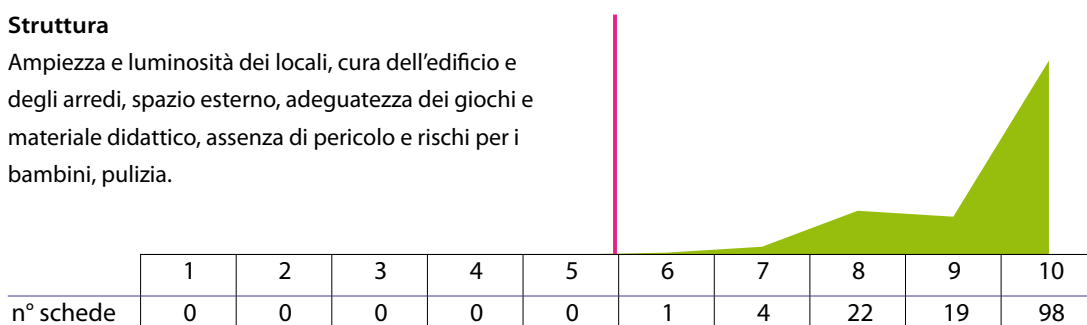 Struttura
Ampiezza e luminosità dei locali, cura dell'edificio e
degli arredi, spazio esterno, adeguatezza dei giochi e
materiale didattico, assenza di pericolo e rischi per i
bambini, pulizia.
1 2 3 4 5 6 7 8 9 10
n° schede 0 0 0 0 0 1 4 22 19 98